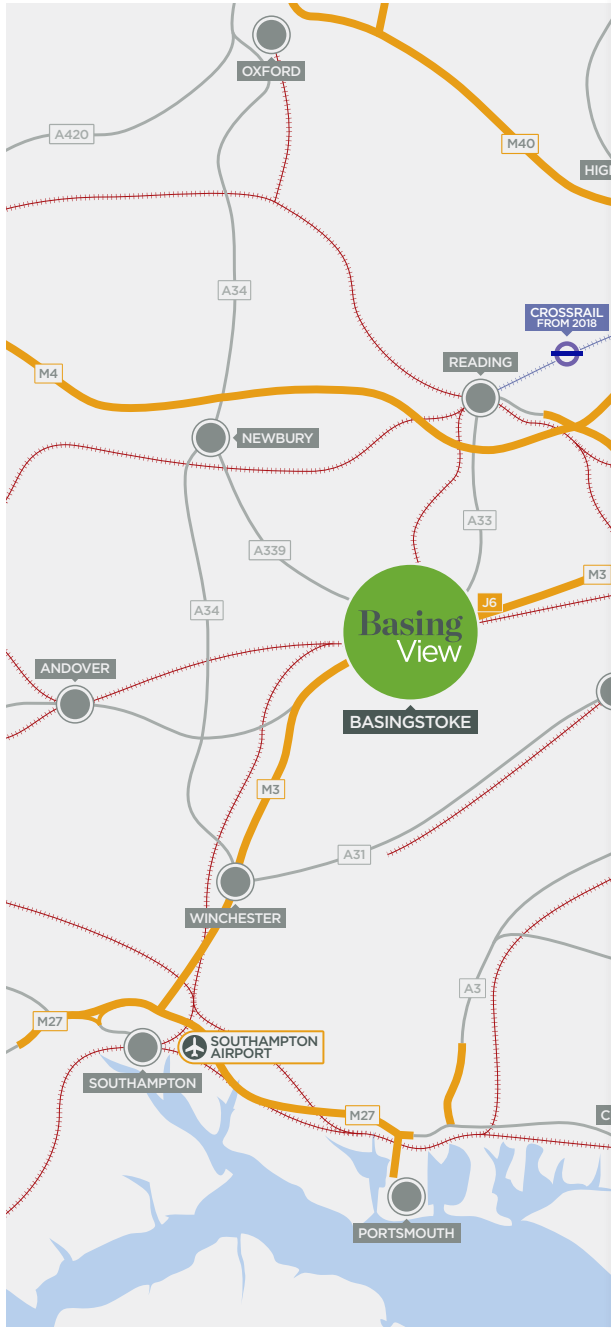 OXFORD
A420
M40
HIG
A34
CROSSRAIL
FROM 2018
READING
M4
NEWBURY
A33
A339
M3
J6
A34
Basing
View
ANDOVER
BASINGSTOKE
M3
A31
WINCHESTER
A3
M27
SOUTHAMPTON
AIRPORT
SOUTHAMPTON
M27
C
PORTSMOUTH